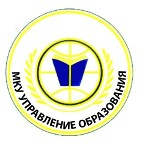 МКУ УПРАВЛЕНИЕ ОБРАЗОВАНИЯ